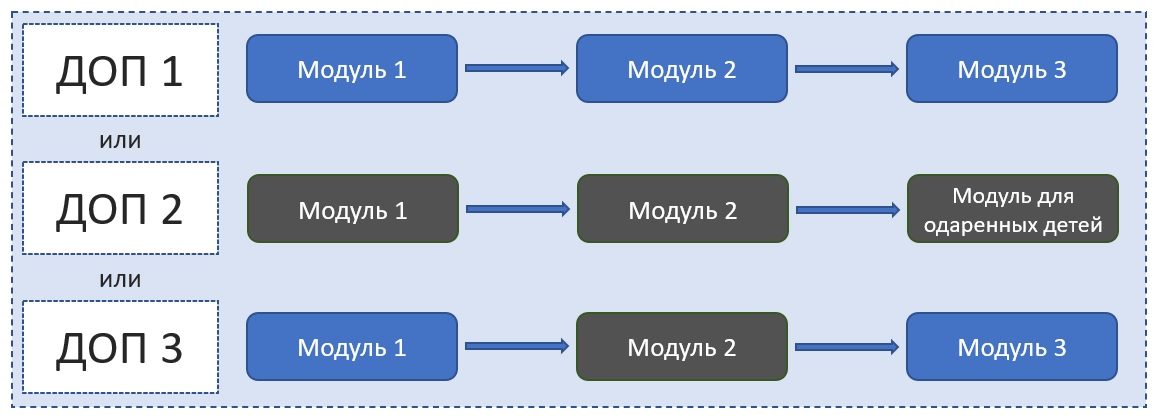 ДОП 1
Модуль 1
Модуль 2
Модуль 3
или
ДОП 2
Модуль 1
Модуль 2
Модуль для
одаренных детей
или
ДОП 3
Модуль 1
Модуль 2
Модуль 3